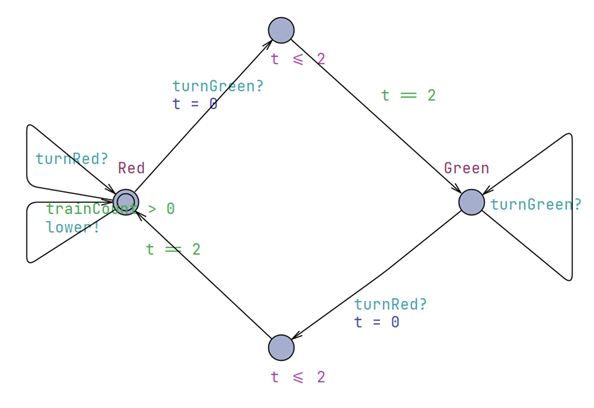 t <= 2
turnGreen?
t = 0
t == 2
turnRed?
Red
Green
trainCount > 0
lower!
turnGreen?
t == 2
turnRed?
t = 0
t <= 2